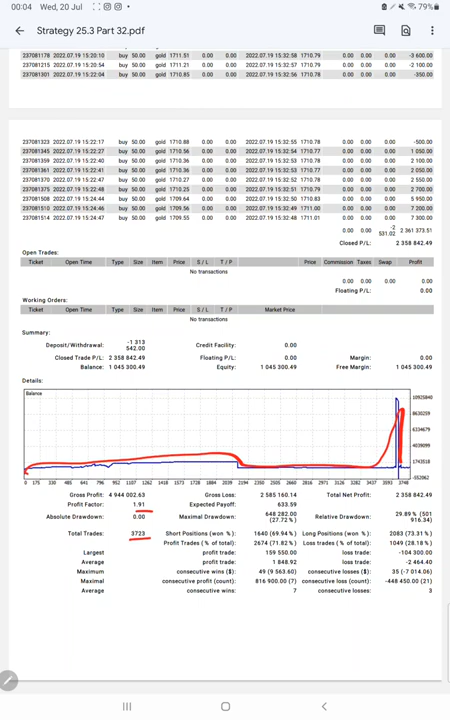 00:04 Wed, 20 Jul 79%
Strategy 25.3 Part 32.pdf
237081178 2022.07.19 15:20:10 buy 50.00 gold 1711.51 0.00 0.00 2022.07.19 15:32:58 1710.79 0.00 0.00 0.00 -3 600.00
237081215 2022.07.19 15:20:54 buy 50.00 gold 1711.21 0.00 0.00 2022.07.19 15:32:57 1710.79 0.00 0.00 0.00 -2 100.00
237081301 2022.07.19 15:22:04 buy 50.00 gold 1710.85 0.00 0.00 2022.07.19 15:32:56 1710.78 0.00 0.00 0.00 -350.00
237081323 2022.07.19 15:22:17 buy 50.00 gold 1710.88 0.00 0.00 2022.07.19 15:32:55 1710.78 0.00 0.00 0.00 -500.00
237081345 2022.07.19 15:22:27 buy 50.00 gold 1710.56 0.00 0.00 2022.07.19 15:32:54 1710.77 0.00 0.00 0.00 1 050.00
237081359 2022.07.19 15:22:40 buy 50.00 gold 1710.36 0.00 0.00 2022.07.19 15:32:53 1710.78 0.00 0.00 0.00 2 100.00
237081361 2022.07.19 15:22:41 buy 50.00 gold 1710.36 0.00 0.00 2022.07.19 15:32:53 1710.77 0.00 0.00 0.00 2 050.00
237081370 2022.07.19 15:22:47 buy 50.00 gold 1710.27 0.00 0.00 2022.07.19 15:32:52 1710.78 0.00 0.00 0.00 2 550.00
237081375 2022.07.19 15:22:48 buy 50.00 gold 1710.25 0.00 0.00 2022.07.19 15:32:51 1710.79 0.00 0.00 0.00 2 700.00
237081508 2022.07.19 15:24:44 buy 50.00 gold 1709.64 0.00 0.00 2022.07.19 15:32:50 1710.83 0.00 0.00 0.00 5 950.00
237081510 2022.07.19 15:24:46 buy 50.00 gold 1709.56 0.00 0.00 2022.07.19 15:32:49 1711.00 0.00 0.00 0.00 7 200.00
237081514 2022.07.19 15:24:47 buy 50.00 gold 1709.55 0.00 0.00 2022.07.19 15:32:48 1711.01 0.00 0.00 0.00 7 300.00
0.00 0.00 -2 531.02 2 361 373.51
Closed P/L: 2 358 842.49
Open Trades:
Ticket Open Time Type Size Item Price S / L T / P Price Commission Taxes Swap Profit
No transactions
0.00 0.00 0.00 0.00
Floating P/L: 0.00
Working Orders:
Ticket Open Time Type Size Item Price S / L T / P Market Price
No transactions
Summary:
Deposit/Withdrawal: -1 313 542.00 Credit Facility: 0.00
Closed Trade P/L: 2 358 842.49 Floating P/L: 0.00 Margin: 0.00
Balance: 1 045 300.49 Equity: 1 045 300.49 Free Margin: 1 045 300.49
Details:
Balance
10925840
8630259
6334679
4039099
1743518
-552062
0 175 330 485 641 796 952 1107 1262 1418 1573 1728 1884 2039 2194 2350 2505 2660 2816 2971 3126 3282 3437 3592 3748
Gross Profit: 4 944 002.63 Gross Loss: 2 585 160.14 Total Net Profit: 2 358 842.49
Profit Factor: 1.91 Expected Payoff: 633.59
Absolute Drawdown: 0.00 Maximal Drawdown: 648 282.00 (27.72%) Relative Drawdown: 29.89% (501 916.34)
Total Trades: 3723 Short Positions (won %): 1640 (69.94%) Long Positions (won %): 2083 (73.31%)
Profit Trades (% of total): 2674 (71.82%) Loss trades (% of total): 1049 (28.18%)
Largest profit trade: 159 550.00 loss trade: -104 300.00
Average profit trade: 1 848.92 loss trade: -2 464.40
Maximum consecutive wins ($): 49 (9 563.60) consecutive losses ($): 35 (-7 014.06)
Maximal consecutive profit (count): 816 900.00 (7) consecutive loss (count): -448 450.00 (21)
Average consecutive wins: 7 consecutive losses: 3